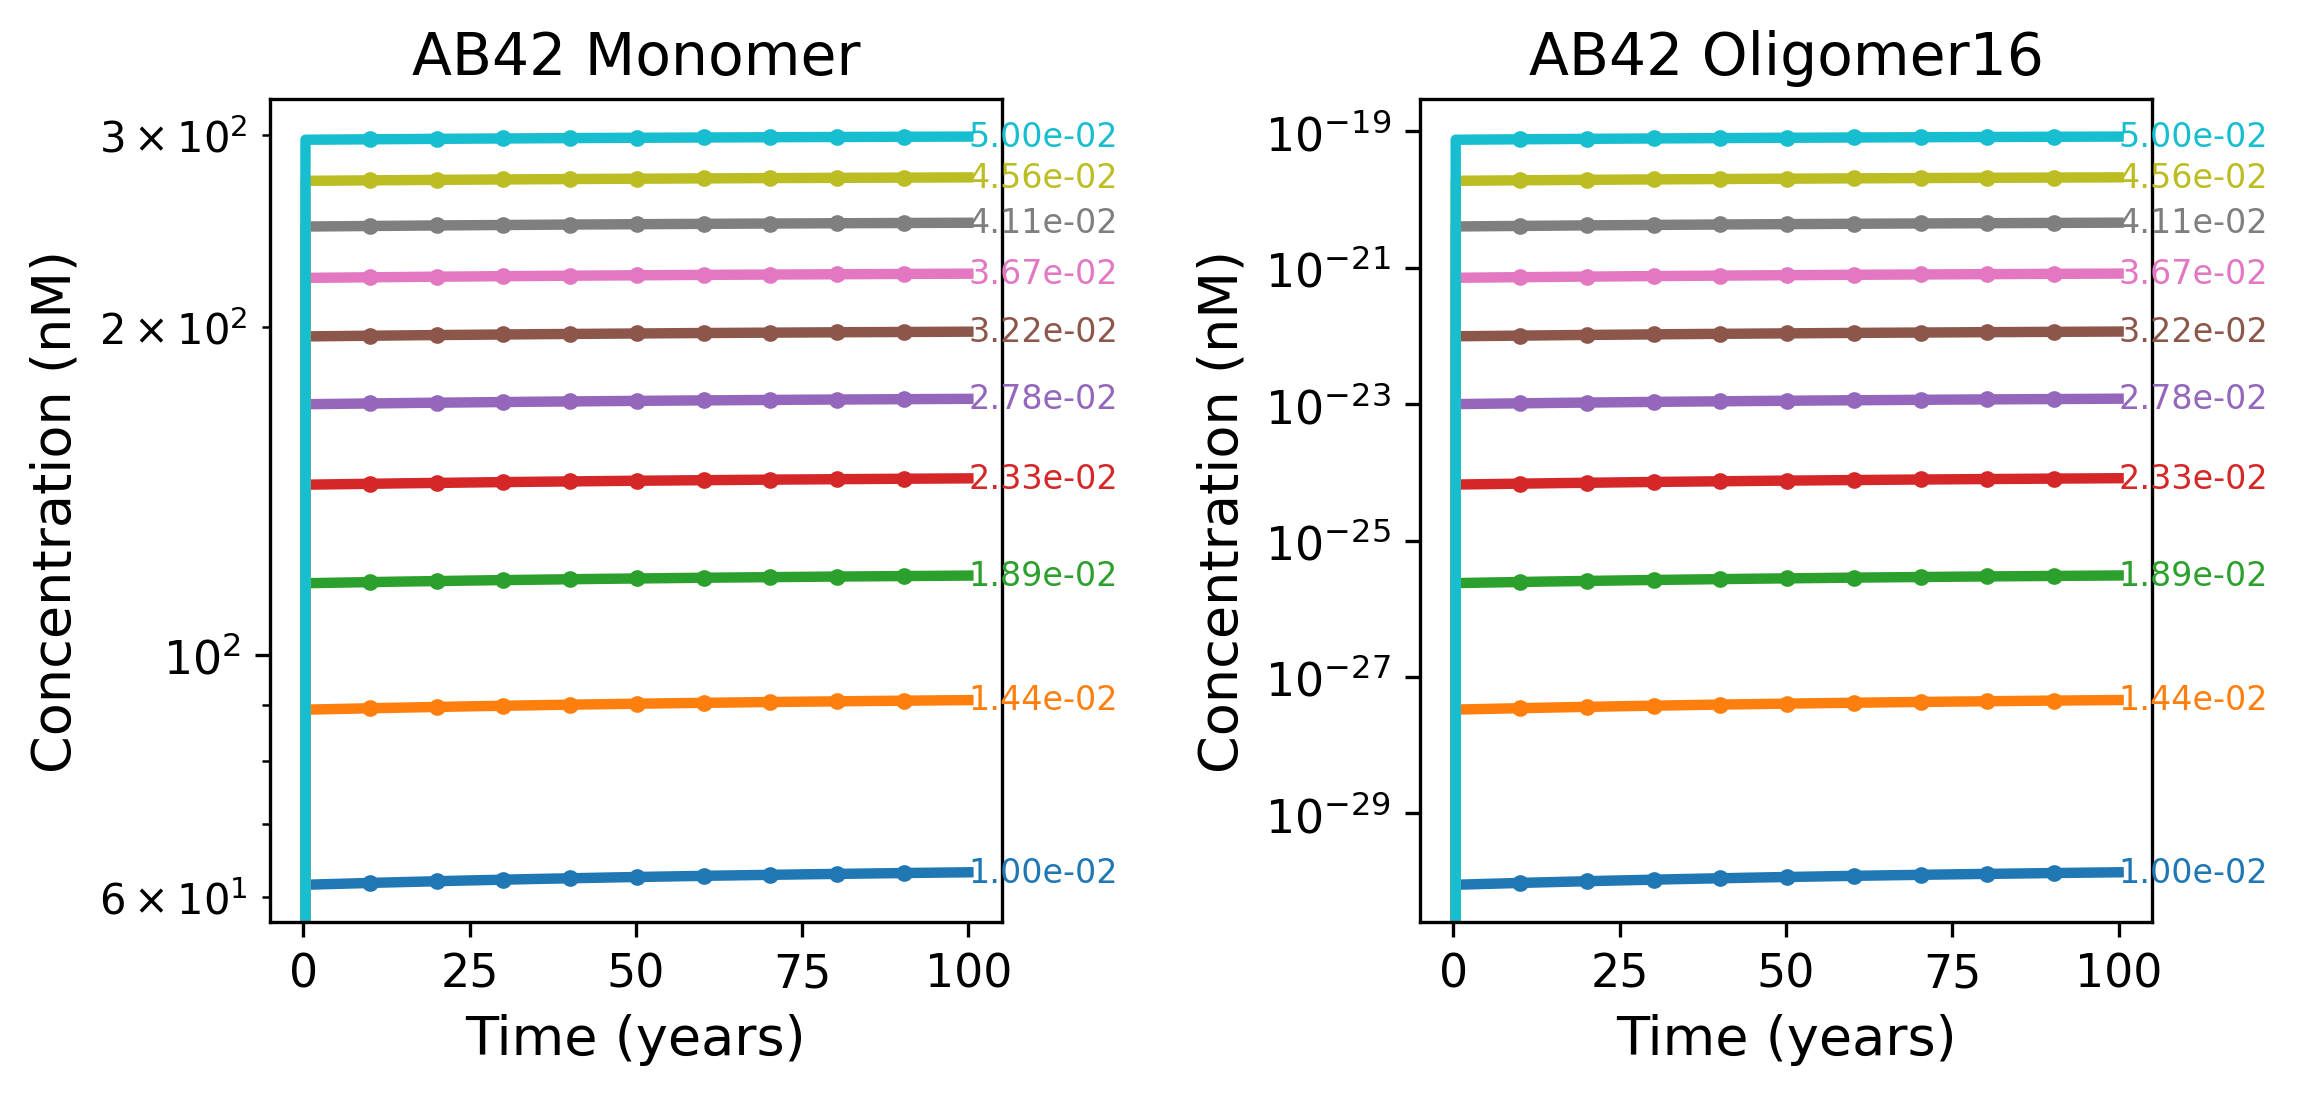 AB42 Monomer
Concentration (nM)
3 × 10²
2 × 10²
10²
6 × 10¹
5.00e-02
4.56e-02
4.11e-02
3.67e-02
3.22e-02
2.78e-02
2.33e-02
1.89e-02
1.44e-02
1.00e-02
0 25 50 75 100
Time (years)
AB42 Oligomer16
Concentration (nM)
10⁻¹⁹
10⁻²¹
10⁻²³
10⁻²⁵
10⁻²⁷
10⁻²⁹
5.00e-02
4.56e-02
4.11e-02
3.67e-02
3.22e-02
2.78e-02
2.33e-02
1.89e-02
1.44e-02
1.00e-02
0 25 50 75 100
Time (years)